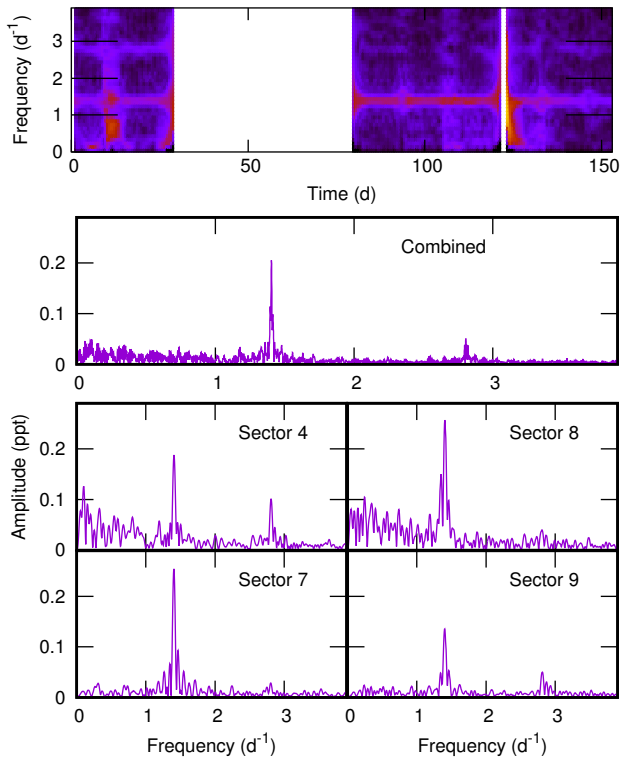 Frequency (d⁻¹)
3
2
1
0
0 50 100 150
Time (d)
Combined
0.2
0.1
0
0 1 2 3
Amplitude (ppt)
Sector 4
Sector 8
0.2
0.1
0
Sector 7
Sector 9
0.2
0.1
0
0 1 2 3 0 1 2 3
Frequency (d⁻¹) Frequency (d⁻¹)